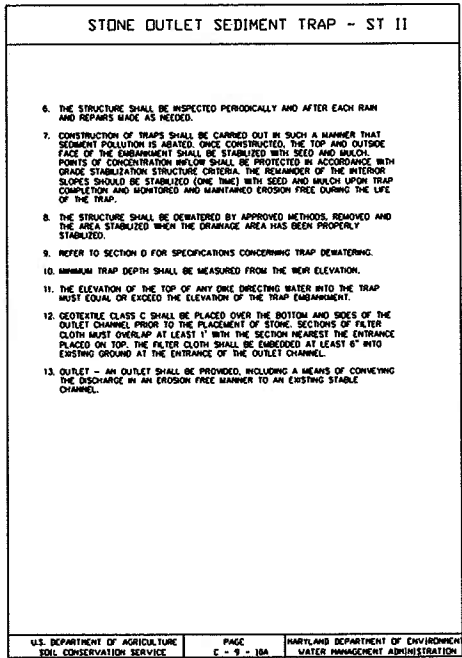 STONE OUTLET SEDIMENT TRAP - ST II
6. THE STRUCTURE SHALL BE INSPECTED PERIODICALLY AND AFTER EACH RAIN
AND REPAIRS MADE AS NEEDED.
7. CONSTRUCTION OF TRAPS SHALL BE CARRIED OUT IN SUCH A MANNER THAT
SEDIMENT POLLUTION IS ABATED. ONCE CONSTRUCTED, THE TOP AND OUTSIDE
FACE OF THE EMBANKMENT SHALL BE STABILIZED WITH SEED AND MULCH.
POINTS OF CONCENTRATION INFLOW SHALL BE PROTECTED IN ACCORDANCE WITH
GRADE STABILIZATION STRUCTURE CRITERIA. THE REMAINDER OF THE INTERIOR
SLOPES SHOULD BE STABILIZED (ONE TIME) WITH SEED AND MULCH UPON TRAP
COMPLETION AND MONITORED AND MAINTAINED EROSION FREE DURING THE LIFE
OF THE TRAP.
8. THE STRUCTURE SHALL BE DEWATERED BY APPROVED METHODS, REMOVED AND
THE AREA STABILIZED WHEN THE DRAINAGE AREA HAS BEEN PROPERLY
STABILIZED.
9. REFER TO SECTION D FOR SPECIFICATIONS CONCERNING TRAP DEWATERING.
10. MINIMUM TRAP DEPTH SHALL BE MEASURED FROM THE WEIR ELEVATION.
11. THE ELEVATION OF THE TOP OF ANY DIKE DIRECTING WATER INTO THE TRAP
MUST EQUAL OR EXCEED THE ELEVATION OF THE TRAP EMBANKMENT.
12. GEOTEXTILE CLASS C SHALL BE PLACED OVER THE BOTTOM AND SIDES OF THE
OUTLET CHANNEL PRIOR TO THE PLACEMENT OF STONE. SECTIONS OF FILTER
CLOTH MUST OVERLAP AT LEAST 1' WITH THE SECTION NEAREST THE ENTRANCE
PLACED ON TOP. THE FILTER CLOTH SHALL BE EMBEDDED AT LEAST 6" INTO
EXISTING GROUND AT THE ENTRANCE OF THE OUTLET CHANNEL.
13. OUTLET - AN OUTLET SHALL BE PROVIDED, INCLUDING A MEANS OF CONVEYING
THE DISCHARGE IN AN EROSION FREE MANNER TO AN EXISTING STABLE
CHANNEL.
U.S. DEPARTMENT OF AGRICULTURE
SOIL CONSERVATION SERVICE
PAGE
C - 9 - 10A
MARYLAND DEPARTMENT OF ENVIRONMENT
WATER MANAGEMENT ADMINISTRATION